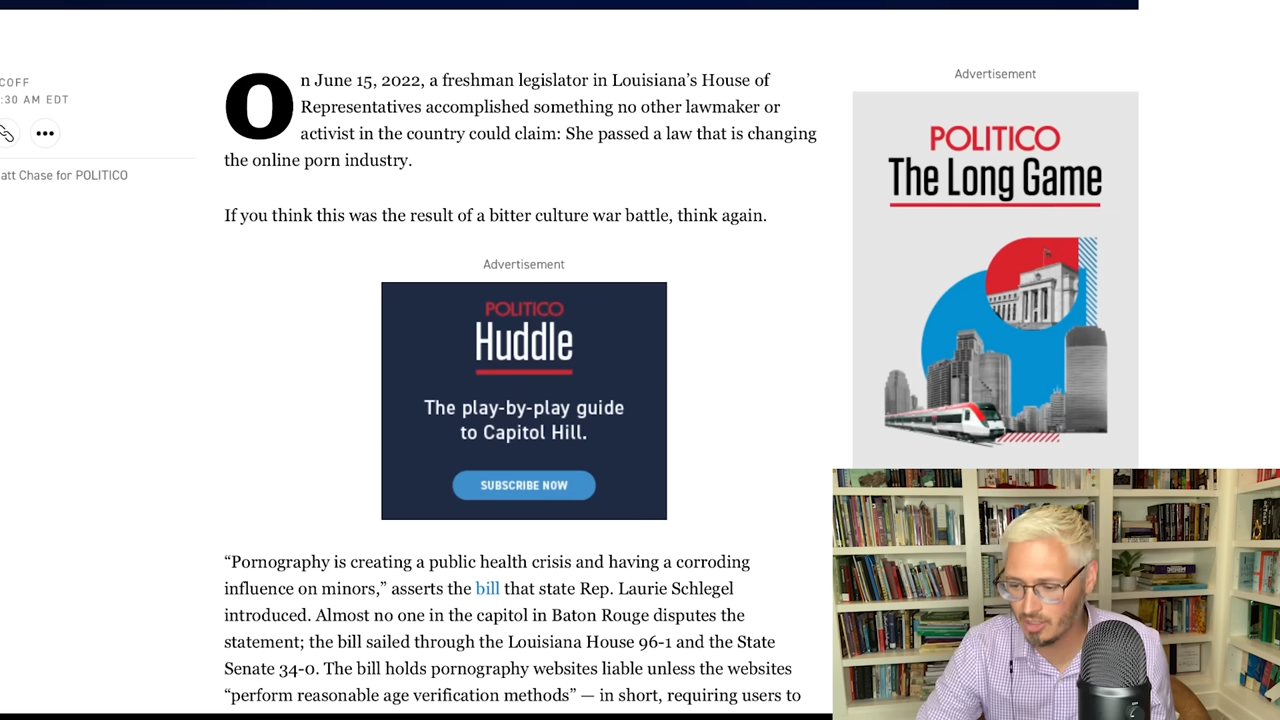 COFF
:30 AM EDT
att Chase for POLITICO
On June 15, 2022, a freshman legislator in Louisiana’s House of
Representatives accomplished something no other lawmaker or
activist in the country could claim: She passed a law that is changing
the online porn industry.
If you think this was the result of a bitter culture war battle, think again.
Advertisement
POLITICO
Huddle
The play-by-play guide
to Capitol Hill.
SUBSCRIBE NOW
“Pornography is creating a public health crisis and having a corroding
influence on minors,” asserts the bill that state Rep. Laurie Schlegel
introduced. Almost no one in the capitol in Baton Rouge disputes the
statement; the bill sailed through the Louisiana House 96-1 and the State
Senate 34-0. The bill holds pornography websites liable unless the websites
“perform reasonable age verification methods” — in short, requiring users to
Advertisement
POLITICO
The Long Game